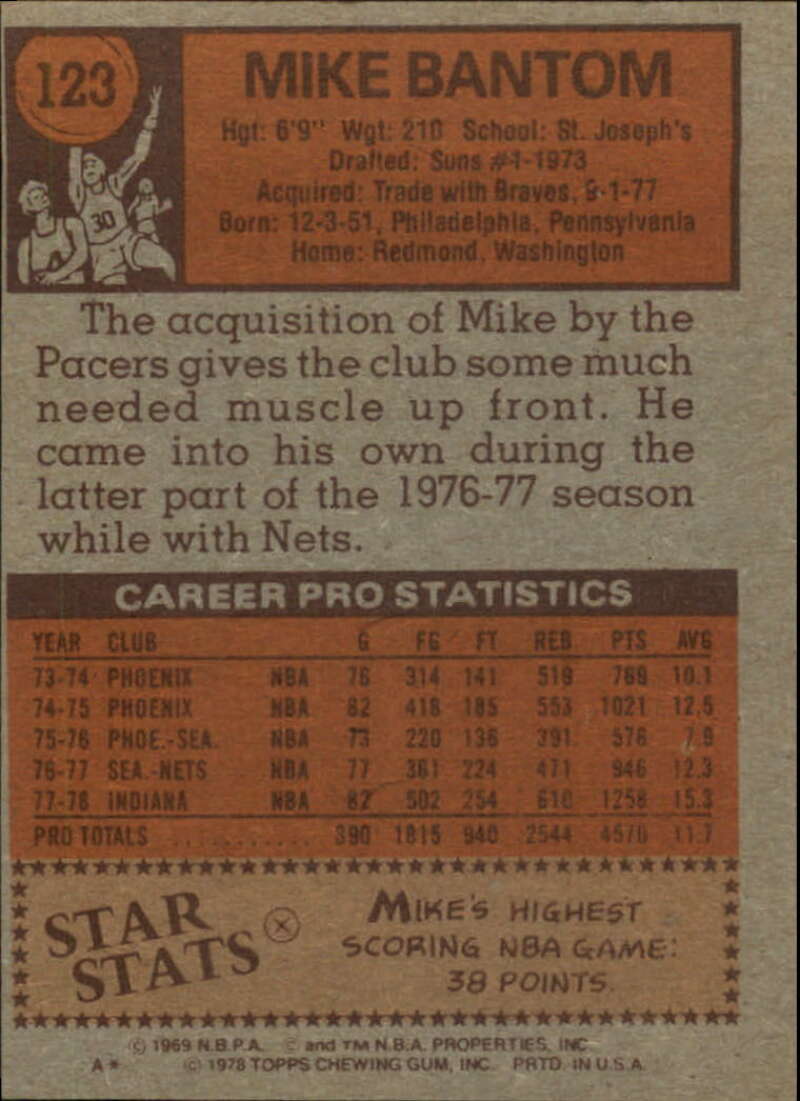 123
MIKE BANTOM
Hgt: 6'9" Wgt: 210 School: St. Joseph's
Drafted: Suns #1-1973
Acquired: Trade with Braves, 9-1-77
Born: 12-3-51, Philadelphia, Pennsylvania
Home: Redmond, Washington
30
The acquisition of Mike by the
Pacers gives the club some much
needed muscle up front. He
came into his own during the
latter part of the 1976-77 season
while with Nets.
CAREER PRO STATISTICS
YEAR CLUB G FG FT REB PTS AVG
73-74 PHOENIX NBA 76 314 141 519 769 10.1
74-75 PHOENIX NBA 82 418 185 553 1021 12.5
75-76 PHOE.-SEA. NBA 73 220 136 391 576 7.9
76-77 SEA.-NETS NBA 77 361 224 471 946 12.3
77-78 INDIANA NBA 82 502 254 610 1258 15.3
PRO TOTALS ............ 390 1815 940 2544 4570 11.7
STAR STATS
MIKE'S HIGHEST
SCORING NBA GAME:
38 POINTS.
© 1969 N.B.P.A. © and TM N.B.A. PROPERTIES, INC.
A* © 1978 TOPPS CHEWING GUM, INC. PRTD. IN U.S.A.